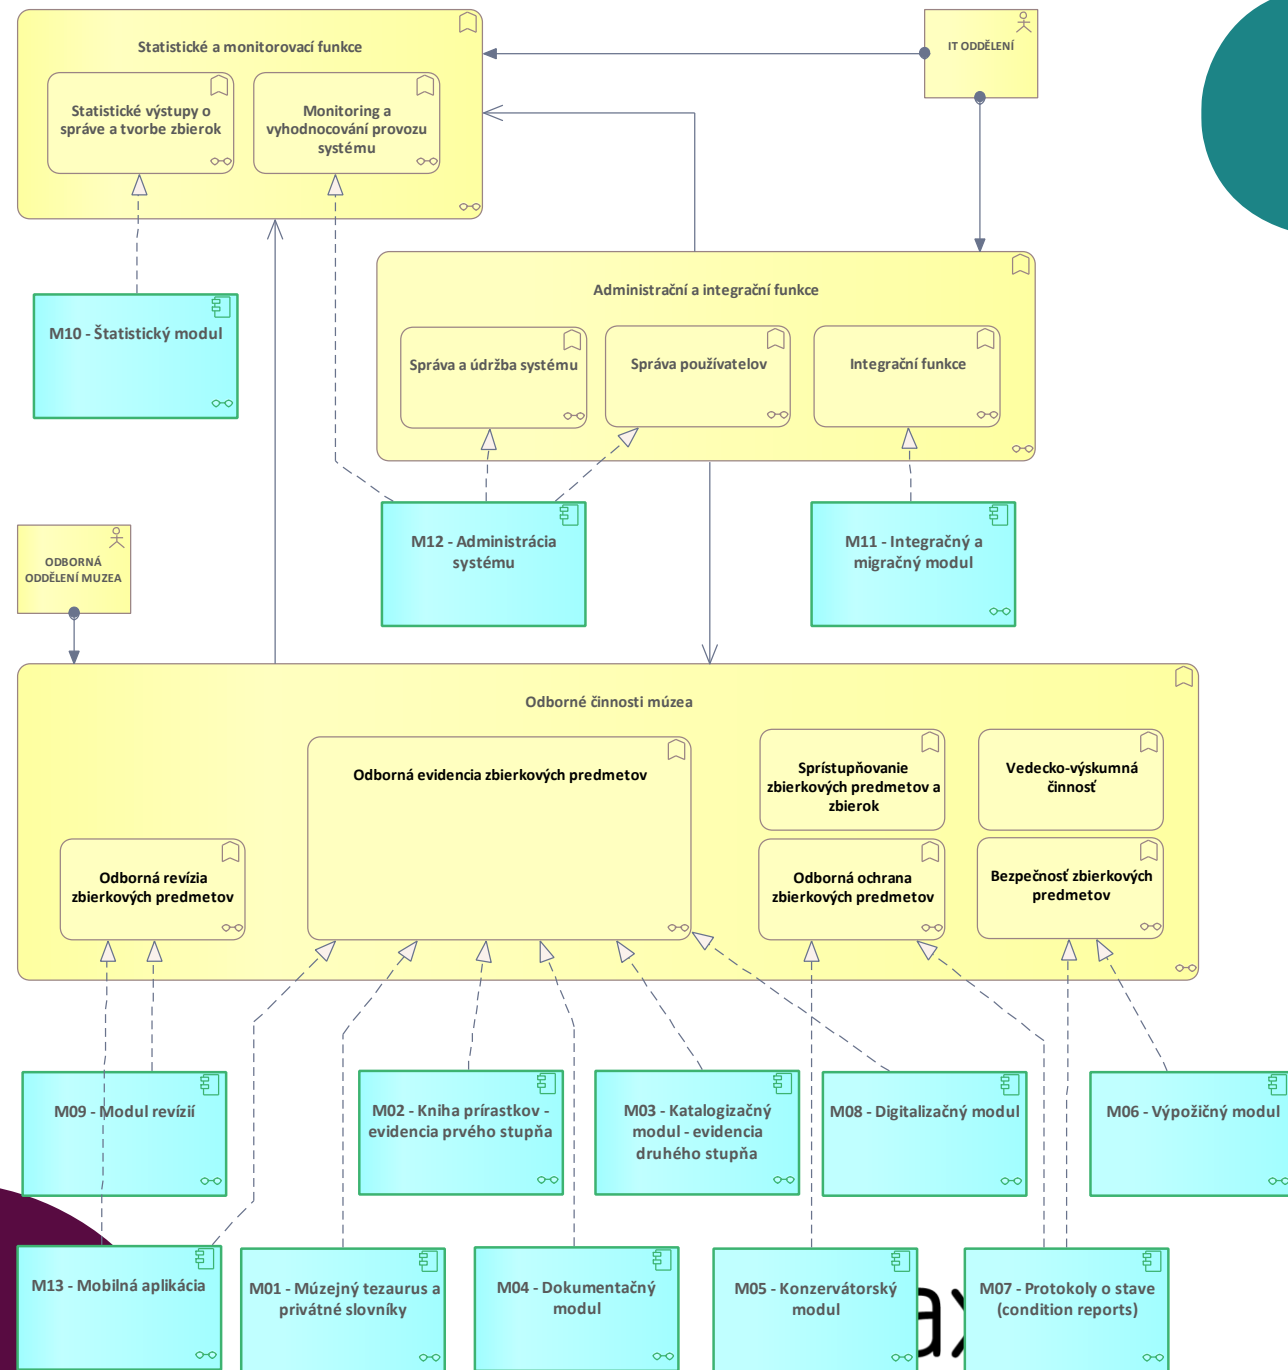 Statistické a monitorovací funkce
IT ODDĚLENÍ
Statistické výstupy o
správe a tvorbe zbierok
Monitoring a
vyhodnocování provozu
systému
Administrační a integrační funkce
M10 - Štatistický modul
Správa a údržba systému
Správa používatelov
Integrační funkce
M12 - Administrácia
systému
M11 - Integračný a
migračný modul
ODBORNÁ
ODDĚLENÍ MUZEA
Odborné činnosti múzea
Odborná evidencia zbierkových predmetov
Sprístupňovanie
zbierkových predmetov a
zbierok
Vedecko-výskumná
činnosť
Odborná revízia
zbierkových predmetov
Odborná ochrana
zbierkových predmetov
Bezpečnosť zbierkových
predmetov
M09 - Modul revízií
M02 - Kniha prírastkov -
evidencia prvého stupňa
M03 - Katalogizačný
modul - evidencia
druhého stupňa
M08 - Digitalizačný modul
M06 - Výpožičný modul
M13 - Mobilná aplikácia
M01 - Múzejný tezaurus a
privátné slovníky
M04 - Dokumentačný
modul
M05 - Konzervátorský
modul
M07 - Protokoly o stave
(condition reports)